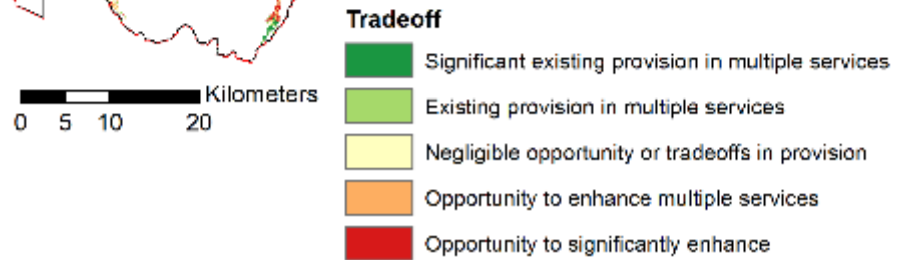 Tradeoff
Significant existing provision in multiple services
Kilometers
0 5 10 20
Existing provision in multiple services
Negligible opportunity or tradeoffs in provision
Opportunity to enhance multiple services
Opportunity to significantly enhance